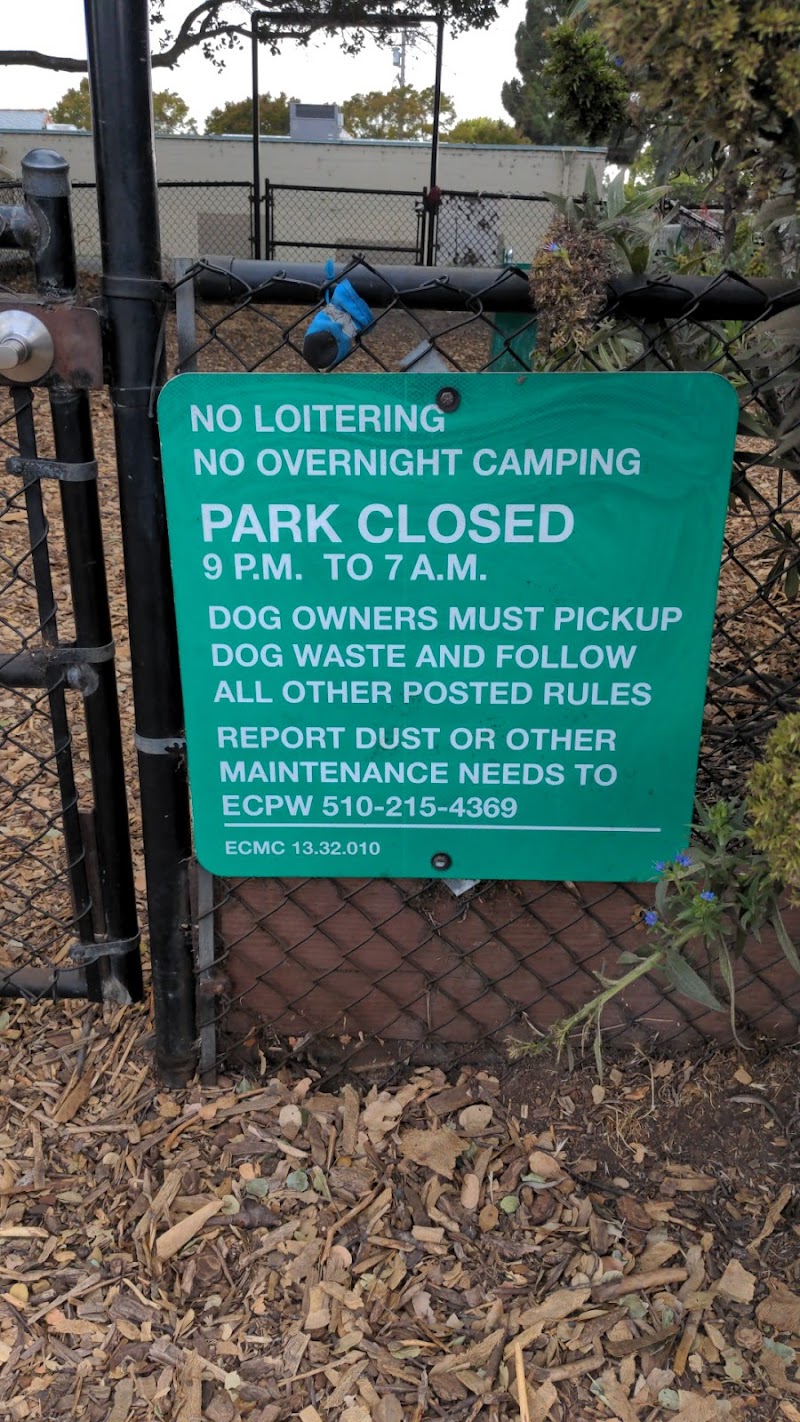 NO LOITERING
NO OVERNIGHT CAMPING
PARK CLOSED
9 P.M. TO 7 A.M.
DOG OWNERS MUST PICKUP
DOG WASTE AND FOLLOW
ALL OTHER POSTED RULES
REPORT DUST OR OTHER
MAINTENANCE NEEDS TO
ECPW 510-215-4369
ECMC 13.32.010